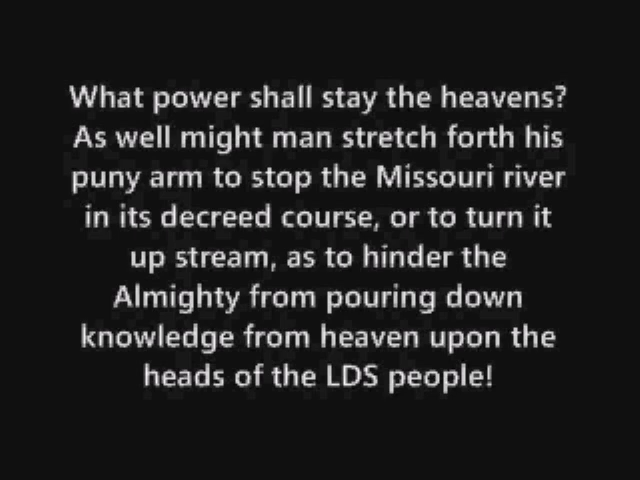 What power shall stay the heavens?
As well might man stretch forth his
puny arm to stop the Missouri river
in its decreed course, or to turn it
up stream, as to hinder the
Almighty from pouring down
knowledge from heaven upon the
heads of the LDS people!